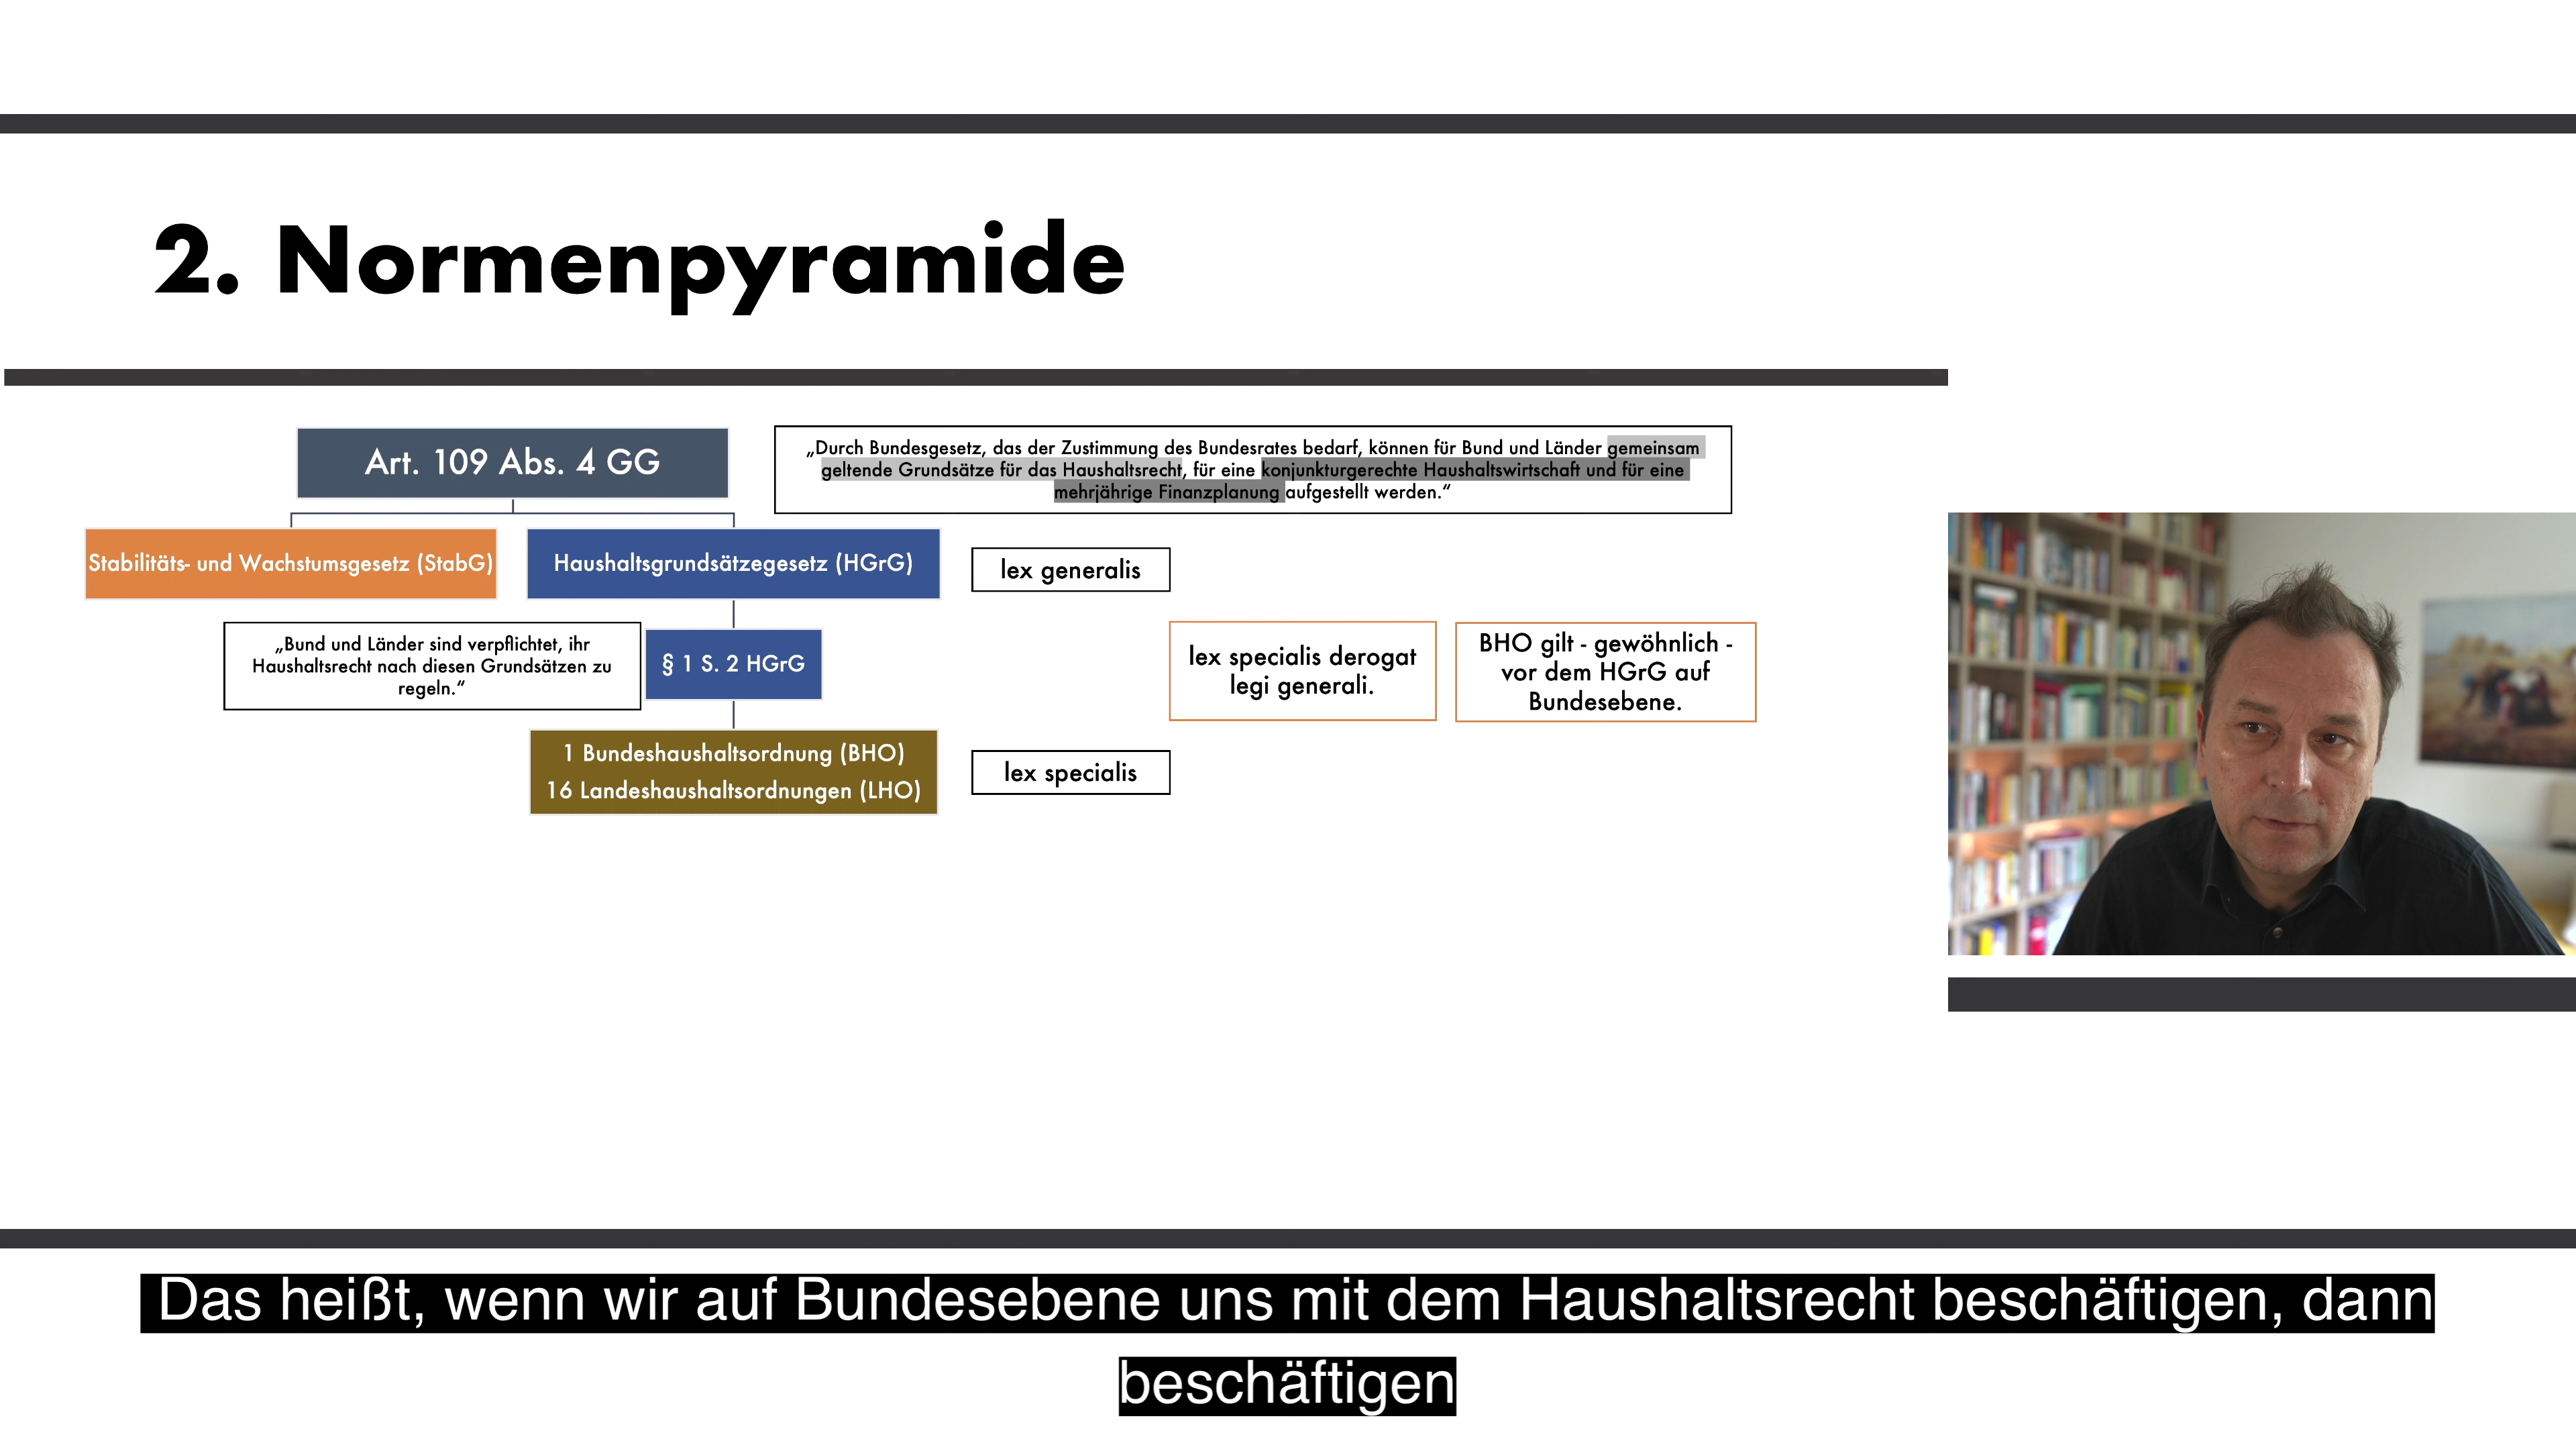 2. Normenpyramide
Art. 109 Abs. 4 GG
„Durch Bundesgesetz, das der Zustimmung des Bundesrates bedarf, können für Bund und Länder gemeinsam
geltende Grundsätze für das Haushaltsrecht, für eine konjunkturgerechte Haushaltswirtschaft und für eine
mehrjährige Finanzplanung aufgestellt werden.“
Stabilitäts- und Wachstumsgesetz (StabG)
Haushaltsgrundsätzegesetz (HGrG)
lex generalis
„Bund und Länder sind verpflichtet, ihr
Haushaltsrecht nach diesen Grundsätzen zu
regeln.“
§ 1 S. 2 HGrG
lex specialis derogat
legi generali.
BHO gilt - gewöhnlich -
vor dem HGrG auf
Bundesebene.
1 Bundeshaushaltsordnung (BHO)
16 Landeshaushaltsordnungen (LHO)
lex specialis
Das heißt, wenn wir auf Bundesebene uns mit dem Haushaltsrecht beschäftigen, dann
beschäftigen